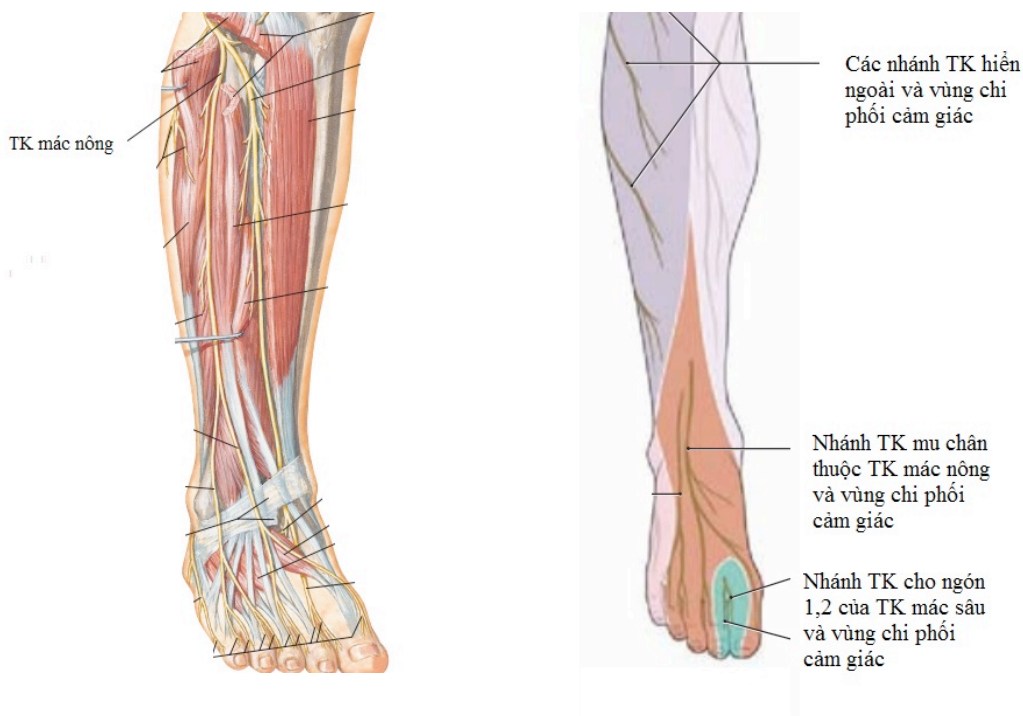 TK mác nông
Các nhánh TK hiển
ngoài và vùng chi
phối cảm giác
Nhánh TK mu chân
thuộc TK mác nông
và vùng chi phối
cảm giác
Nhánh TK cho ngón
1,2 của TK mác sâu
và vùng chi phối
cảm giác